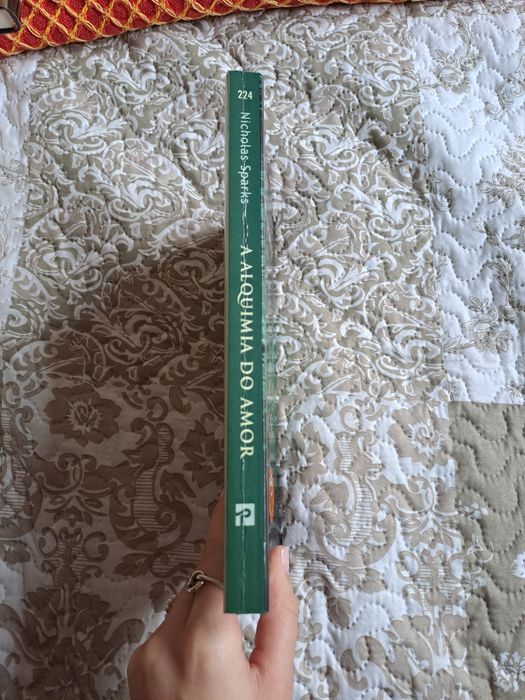 224
Nicholas Sparks
A ALQUIMIA DO AMOR